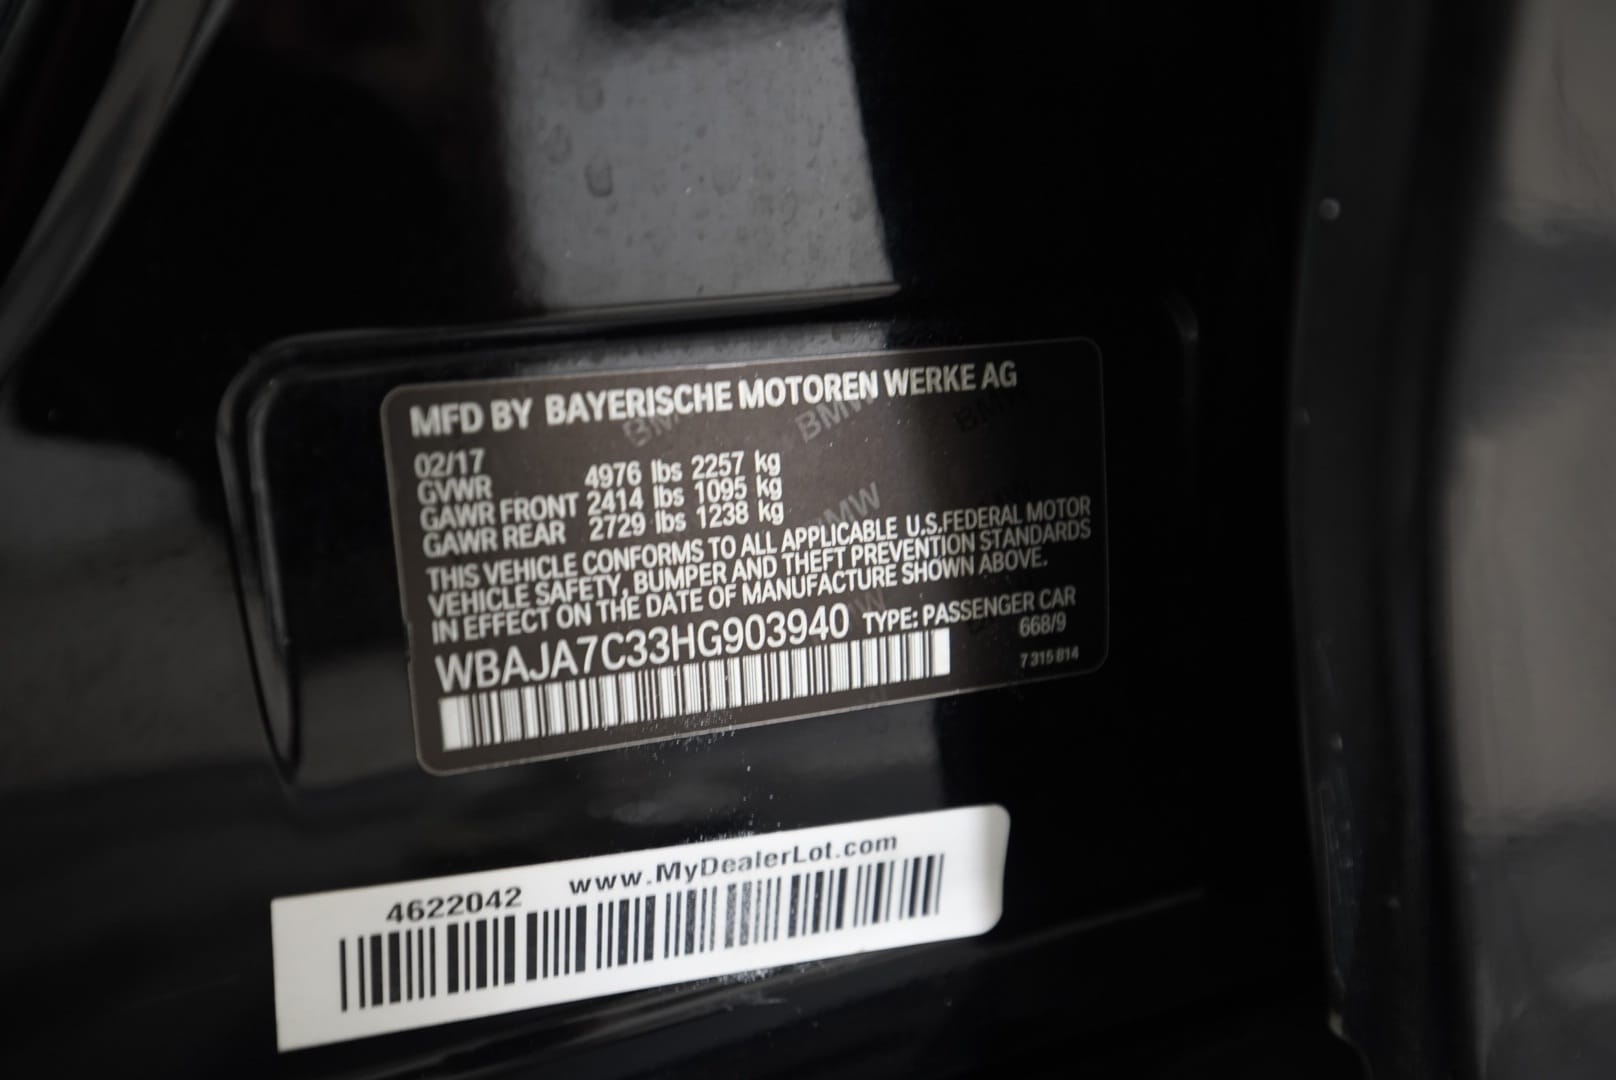 MFD BY BAYERISCHE MOTOREN WERKE AG
02/17
GVWR 4976 lbs 2257 kg
GAWR FRONT 2414 lbs 1095 kg
GAWR REAR 2729 lbs 1238 kg
THIS VEHICLE CONFORMS TO ALL APPLICABLE U.S.FEDERAL MOTOR
VEHICLE SAFETY, BUMPER AND THEFT PREVENTION STANDARDS
IN EFFECT ON THE DATE OF MANUFACTURE SHOWN ABOVE.
WBAJA7C33HG903940 TYPE: PASSENGER CAR
668/9
7 315 814
4622042 www.MyDealerLot.com